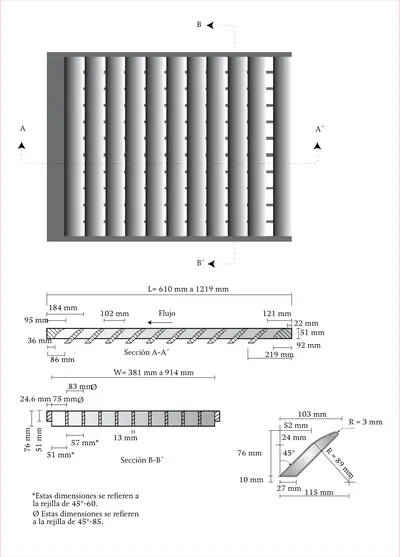 B
A
A´
B´
L= 610 mm a 1219 mm
184 mm
95 mm
102 mm
Flujo
121 mm
22 mm
51 mm
36 mm
92 mm
86 mm
Sección A-A´
219 mm
W= 381 mm a 914 mm
83 mmØ
24.6 mm
75 mmØ
76 mm
51 mm
57 mm*
13 mm
51 mm*
Sección B-B´
103 mm
52 mm
R = 3 mm
24 mm
76 mm
45°
R = 89 mm
10 mm
27 mm
115 mm
*Estas dimensiones se refieren a
la rejilla de 45°-60.
Ø Estas dimensiones se refieren
a la rejilla de 45°-85.